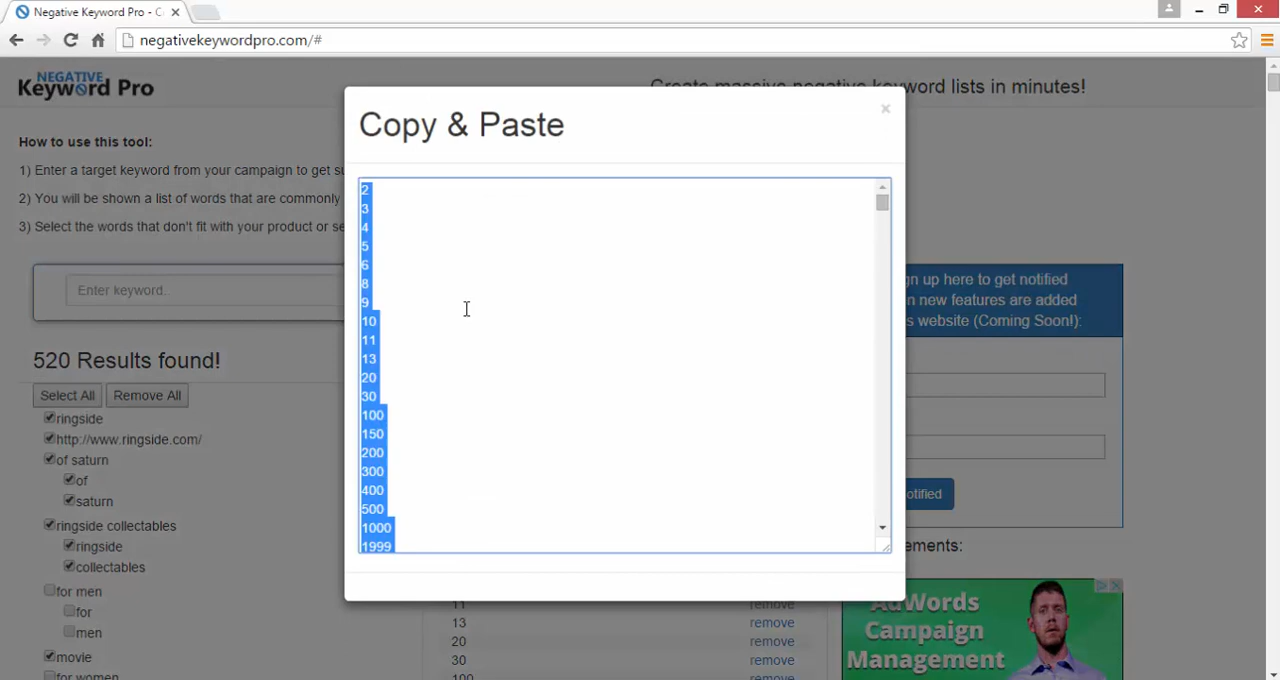 Negative Keyword Pro - C
negativekeywordpro.com/#
NEGATIVE
Keyword Pro
Create massive negative keyword lists in minutes!
How to use this tool:
1) Enter a target keyword from your campaign to get su
2) You will be shown a list of words that are commonly
3) Select the words that don't fit with your product or se
Enter keyword..
520 Results found!
Select All Remove All
ringside
http://www.ringside.com/
of saturn
of
saturn
ringside collectables
ringside
collectables
for men
for
men
movie
for women
Copy & Paste
×
2
3
4
5
6
8
9
10
11
13
20
30
100
150
200
300
400
500
1000
1999
11 remove
13 remove
20 remove
30 remove
100 remove
gn up here to get notified
n new features are added
s website (Coming Soon!):
otified
ements:
AdWords
Campaign
Management